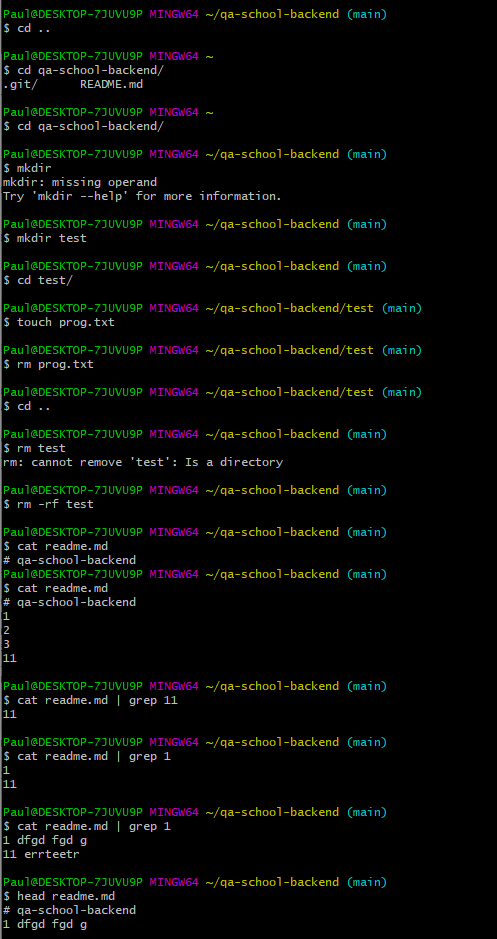 Paul@DESKTOP-7JUVU9P MINGW64 ~/qa-school-backend (main)
$ cd ..
Paul@DESKTOP-7JUVU9P MINGW64 ~
$ cd qa-school-backend/
.git/      README.md
Paul@DESKTOP-7JUVU9P MINGW64 ~
$ cd qa-school-backend/
Paul@DESKTOP-7JUVU9P MINGW64 ~/qa-school-backend (main)
$ mkdir
mkdir: missing operand
Try 'mkdir --help' for more information.
Paul@DESKTOP-7JUVU9P MINGW64 ~/qa-school-backend (main)
$ mkdir test
Paul@DESKTOP-7JUVU9P MINGW64 ~/qa-school-backend (main)
$ cd test/
Paul@DESKTOP-7JUVU9P MINGW64 ~/qa-school-backend/test (main)
$ touch prog.txt
Paul@DESKTOP-7JUVU9P MINGW64 ~/qa-school-backend/test (main)
$ rm prog.txt
Paul@DESKTOP-7JUVU9P MINGW64 ~/qa-school-backend/test (main)
$ cd ..
Paul@DESKTOP-7JUVU9P MINGW64 ~/qa-school-backend (main)
$ rm test
rm: cannot remove 'test': Is a directory
Paul@DESKTOP-7JUVU9P MINGW64 ~/qa-school-backend (main)
$ rm -rf test
Paul@DESKTOP-7JUVU9P MINGW64 ~/qa-school-backend (main)
$ cat readme.md
# qa-school-backend
Paul@DESKTOP-7JUVU9P MINGW64 ~/qa-school-backend (main)
$ cat readme.md
# qa-school-backend
1
2
3
11
Paul@DESKTOP-7JUVU9P MINGW64 ~/qa-school-backend (main)
$ cat readme.md | grep 11
11
Paul@DESKTOP-7JUVU9P MINGW64 ~/qa-school-backend (main)
$ cat readme.md | grep 1
1
11
Paul@DESKTOP-7JUVU9P MINGW64 ~/qa-school-backend (main)
$ cat readme.md | grep 1
1 dfgd fgd g
11 errteetr
Paul@DESKTOP-7JUVU9P MINGW64 ~/qa-school-backend (main)
$ head readme.md
# qa-school-backend
1 dfgd fgd g